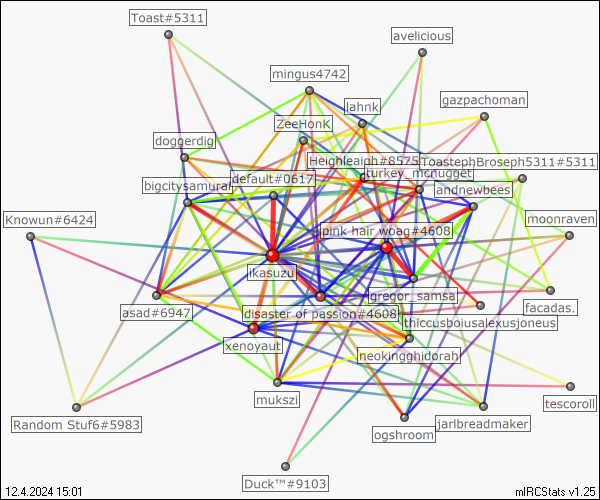 Toast#5311
avelicious
mingus4742
gazpachoman
lahnk
ZeeHonK
doggerdig
Heighleaigh#8575
ToastephBroseph5311#5311
turkey_mcnugget
default#0617
bigcitysamurai
andnewbees
Knowun#6424
moonraven
pink hair woag#4608
rkasuzu
gregor_samsa
facadas.
asad#6947
disaster of passion#4608
thiccusboiusalexusjoneus
xenoyaut
neokingghidorah
mukszi
tescoroll
Random Stuf6#5983
ogshroom
jarlbreadmaker
Duck™#9103
12.4.2024 15:01
mIRCStats v1.25